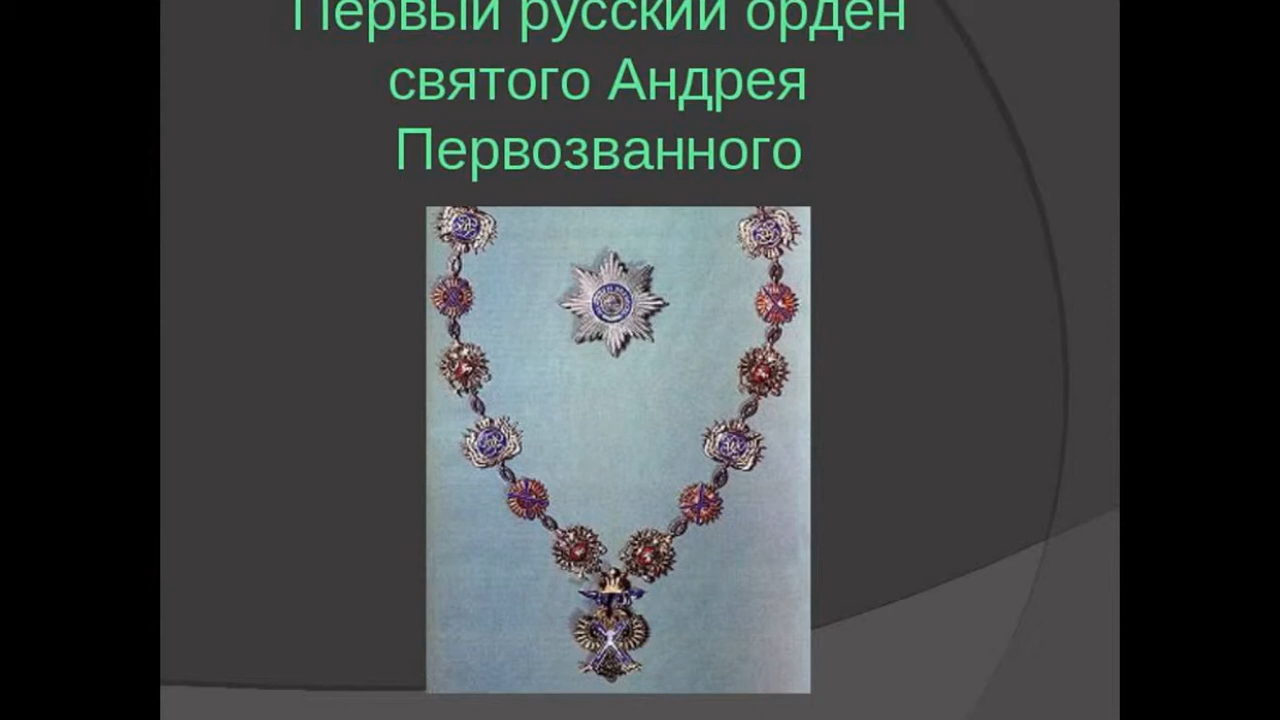 Первый русский орден
святого Андрея
Первозванного